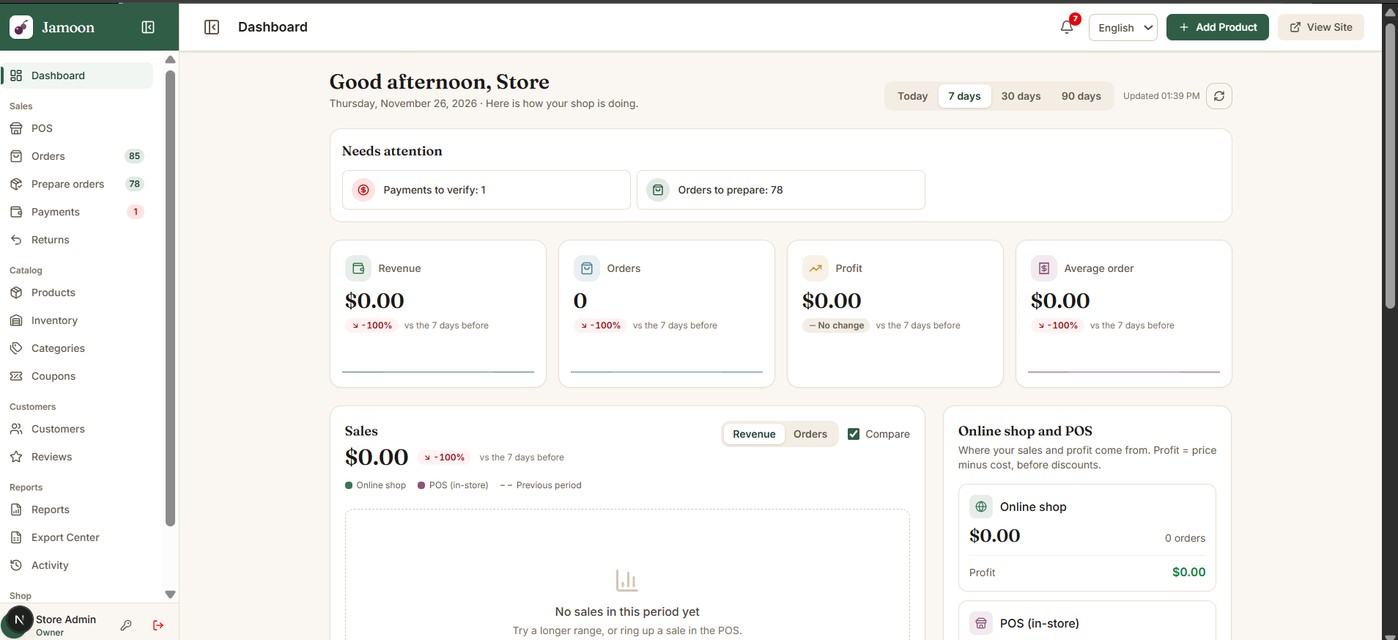 Jamoon
Dashboard
7
English
+ Add Product
View Site
Dashboard
Sales
POS
Orders 85
Prepare orders 78
Payments 1
Returns
Catalog
Products
Inventory
Categories
Coupons
Customers
Customers
Reviews
Reports
Reports
Export Center
Activity
Shop
N
Store Admin
Owner
Good afternoon, Store
Thursday, November 26, 2026 · Here is how your shop is doing.
Today 7 days 30 days 90 days Updated 01:39 PM
Needs attention
Payments to verify: 1
Orders to prepare: 78
Revenue
$0.00
-100% vs the 7 days before
Orders
0
-100% vs the 7 days before
Profit
$0.00
No change vs the 7 days before
Average order
$0.00
-100% vs the 7 days before
Sales
$0.00 -100% vs the 7 days before
Revenue Orders Compare
Online shop POS (in-store) Previous period
No sales in this period yet
Try a longer range, or ring up a sale in the POS.
Online shop and POS
Where your sales and profit come from. Profit = price
minus cost, before discounts.
Online shop
$0.00 0 orders
Profit $0.00
POS (in-store)